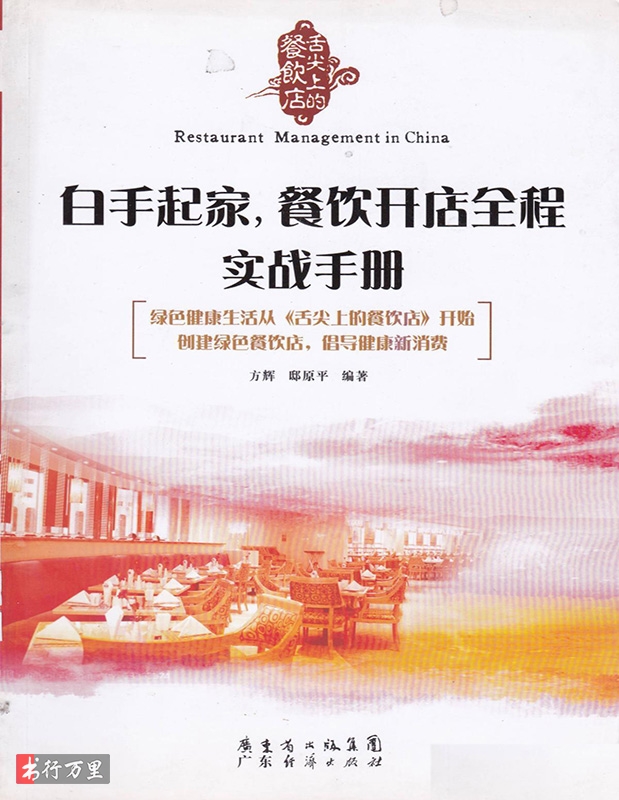 舌尖上的
餐飲店
Restaurant Management in China
白手起家,餐饮开店全程
实战手册
绿色健康生活从《舌尖上的餐饮店》开始
创建绿色餐饮店,倡导健康新消费
方辉 邸原平 编著
廣東省出版集團
广东经济出版社
书行万里